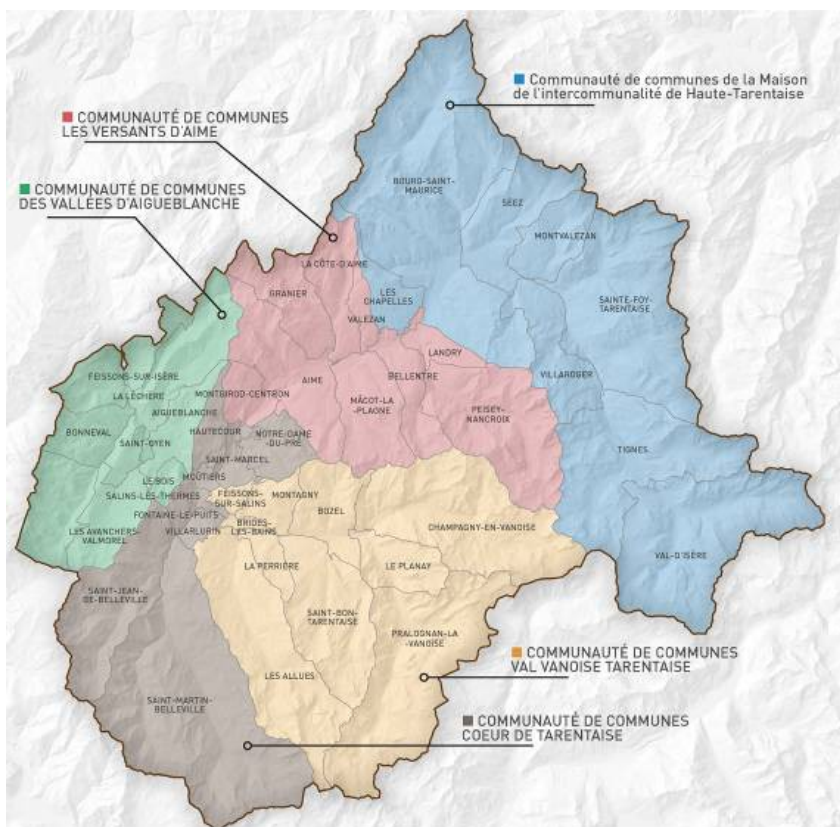 Communauté de communes de la Maison
de l'intercommunalité de Haute-Tarentaise
COMMUNAUTÉ DE COMMUNES
LES VERSANTS D'AIME
COMMUNAUTÉ DE COMMUNES
DES VALLÉES D'AIGUEBLANCHE
BOURG-SAINT-
MAURICE
SÉEZ
MONTVALEZAN
LA CÔTE-D'AIME
GRANIER
LES
CHAPELLES
SAINTE-FOY-
TARENTAISE
VALEZAN
LANDRY
BELLENTRE
VILLAROGER
FEISSONS-SUR-ISÈRE
AIME
LA LÉCHÈRE
MONTGIROD-CENTRON
MÂCOT-LA
-PLAGNE
PEISEY-
NANCROIX
AIGUEBLANCHE
BONNEVAL
HAUTECOUR
NOTRE-DAME
-DU-PRÉ
SAINT-OYEN
TIGNES
SAINT-MARCEL
LE BOIS
MOÛTIERS
SALINS-LES-THERMES
FEISSONS-
SUR-SALINS
MONTAGNY
BOZEL
FONTAINE-LE-PUITS
CHAMPAGNY-EN-VANOISE
LES AVANCHERS-
VALMOREL
VILLARLURIN
BRIDES-
LES-BAINS
VAL-D'ISÈRE
LA PERRIÈRE
LE PLANAY
SAINT-JEAN-
DE-BELLEVILLE
SAINT-BON-
TARENTAISE
PRALOGNAN-LA
-VANOISE
COMMUNAUTÉ DE COMMUNES
VAL VANOISE TARENTAISE
LES ALLUES
SAINT-MARTIN-
BELLEVILLE
COMMUNAUTÉ DE COMMUNES
COEUR DE TARENTAISE